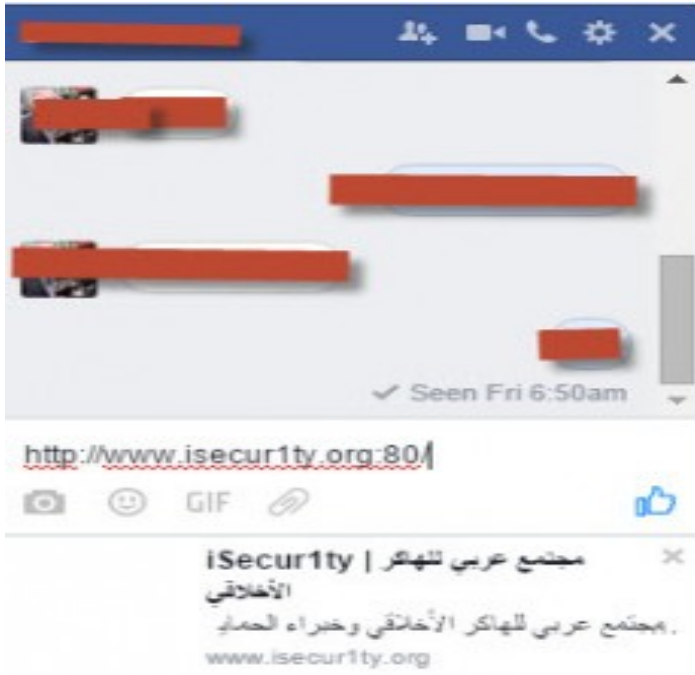 Seen Fri 6:50am
http://www.isecur1ty.org:80/
GIF
iSecur1ty | مجتمع عربي للهاكر
الأخلاقي
مجتمع عربي للهاكر الأخلاقي وخبراء الحماي.
www.isecur1ty.org